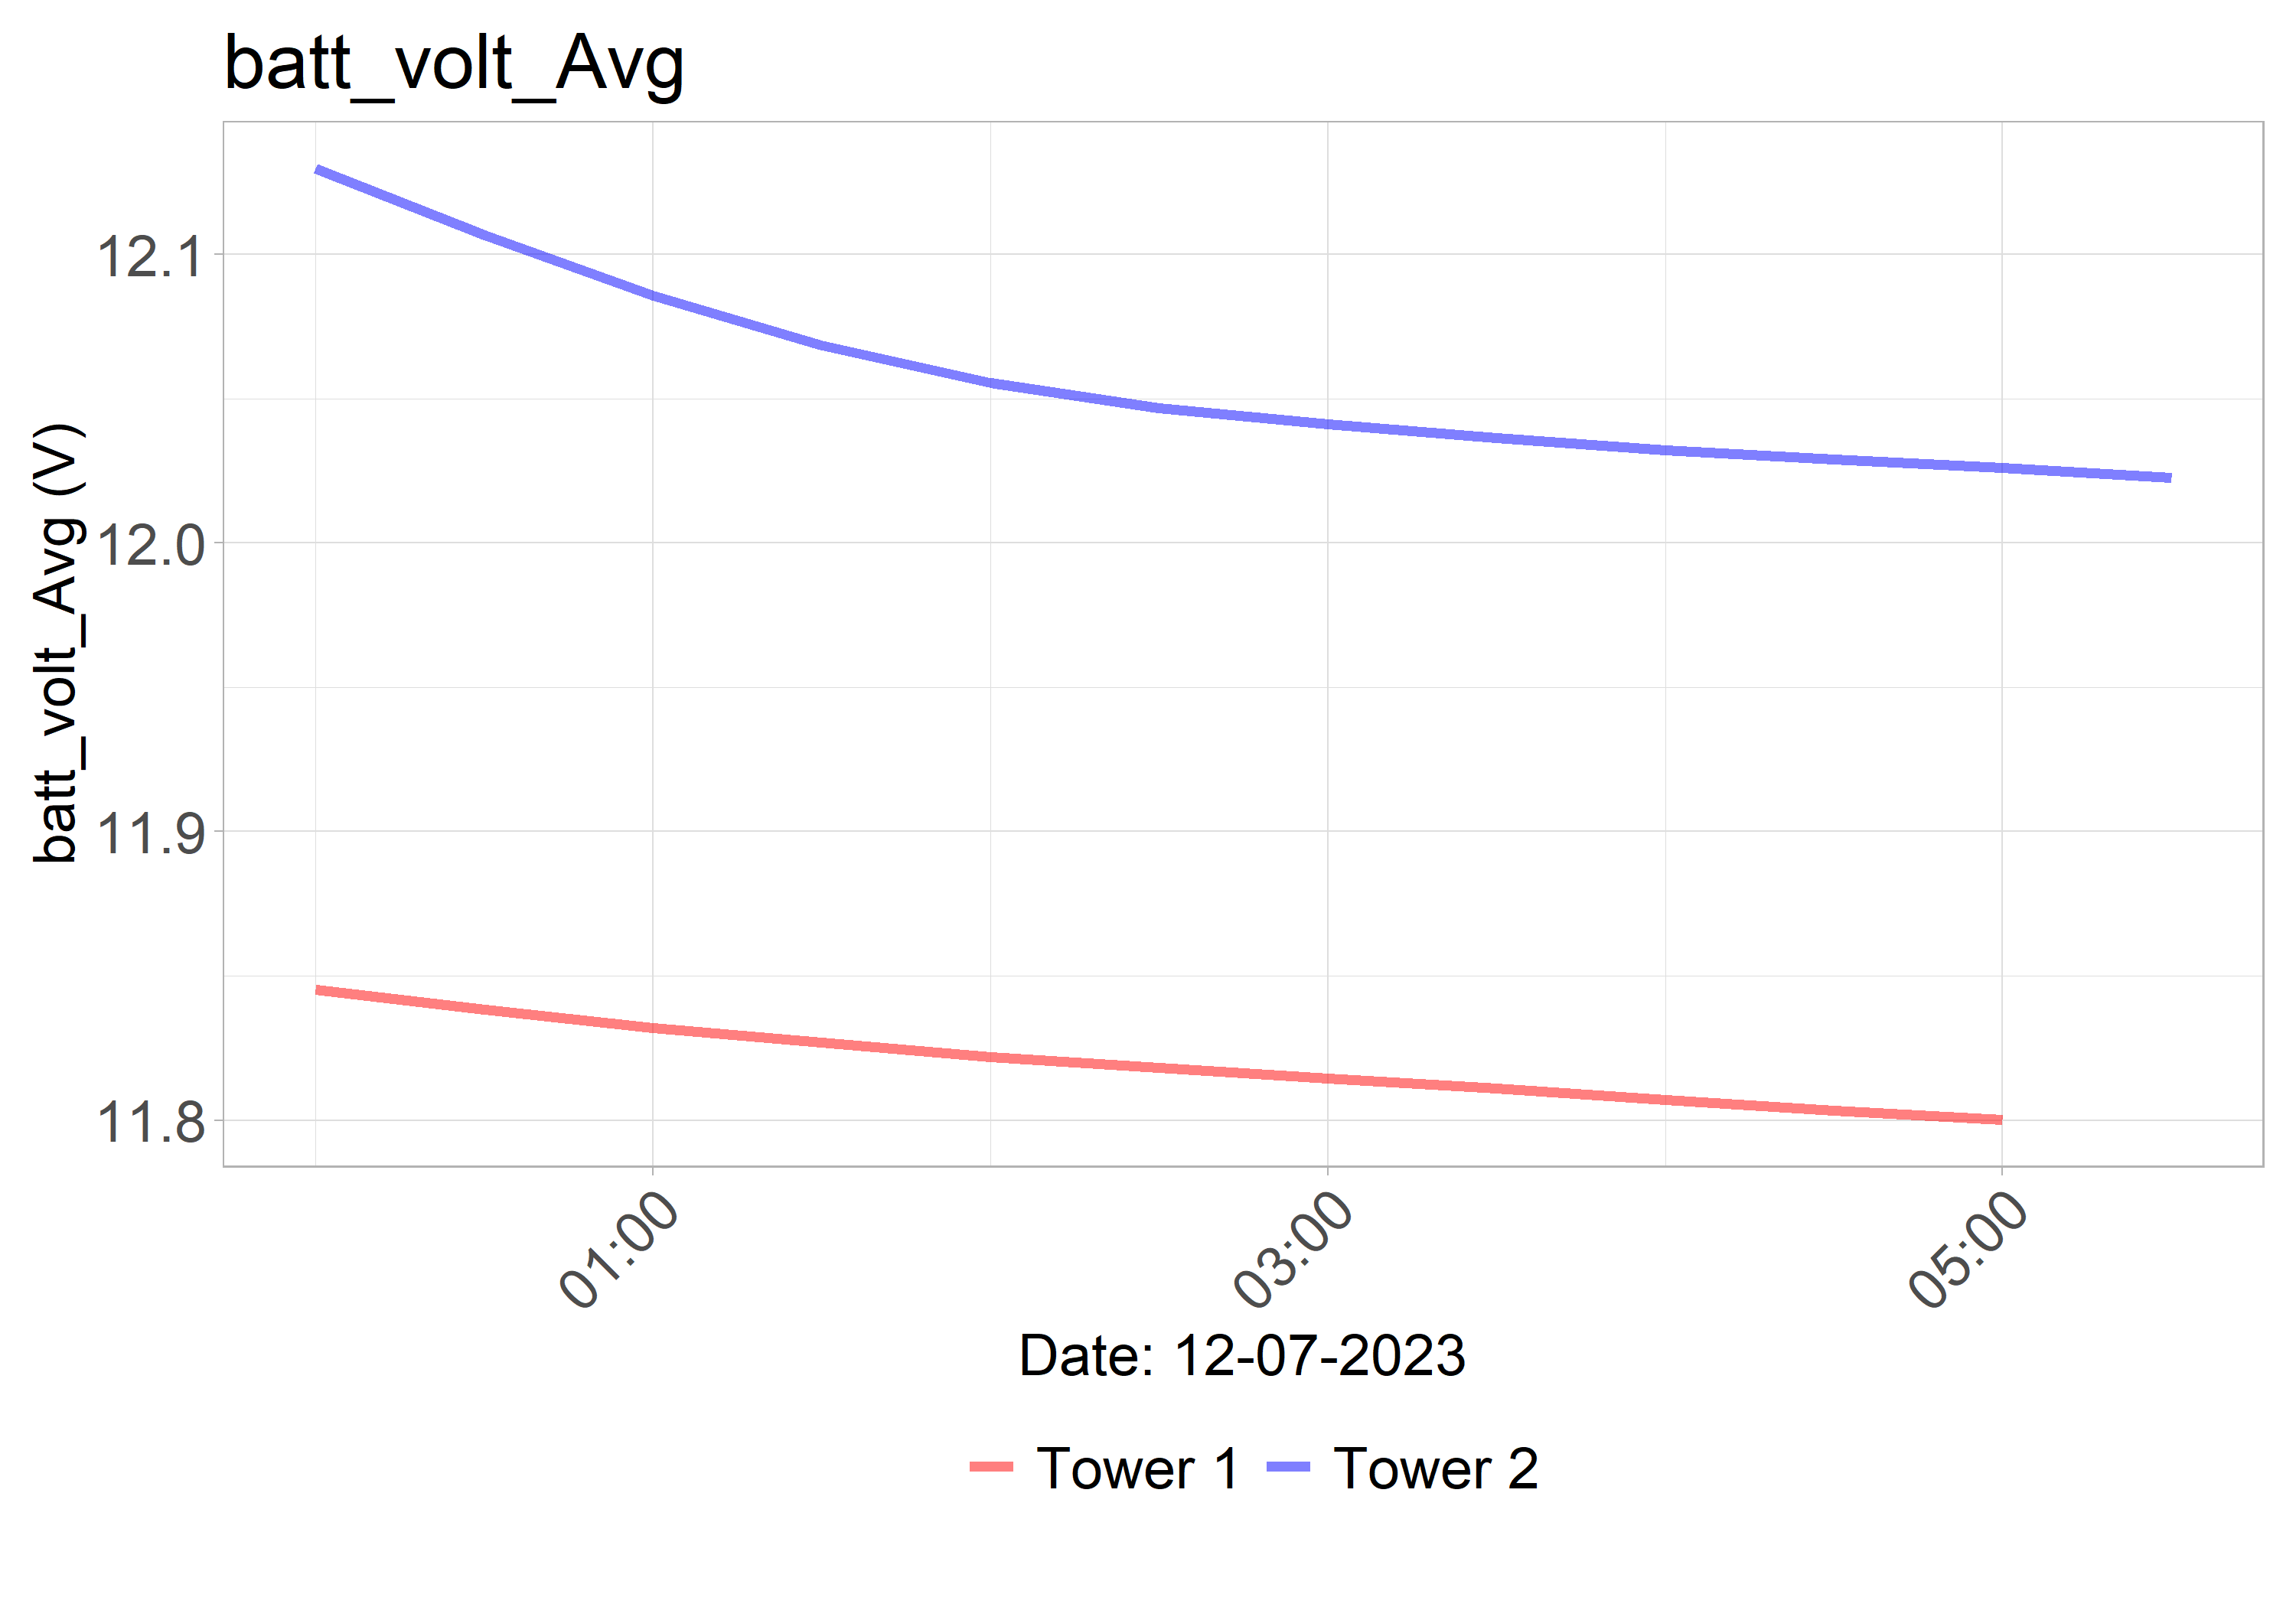 batt_volt_Avg
batt_volt_Avg (V)
12.1
12.0
11.9
11.8
01:00
03:00
05:00
Date: 12-07-2023
Tower 1
Tower 2